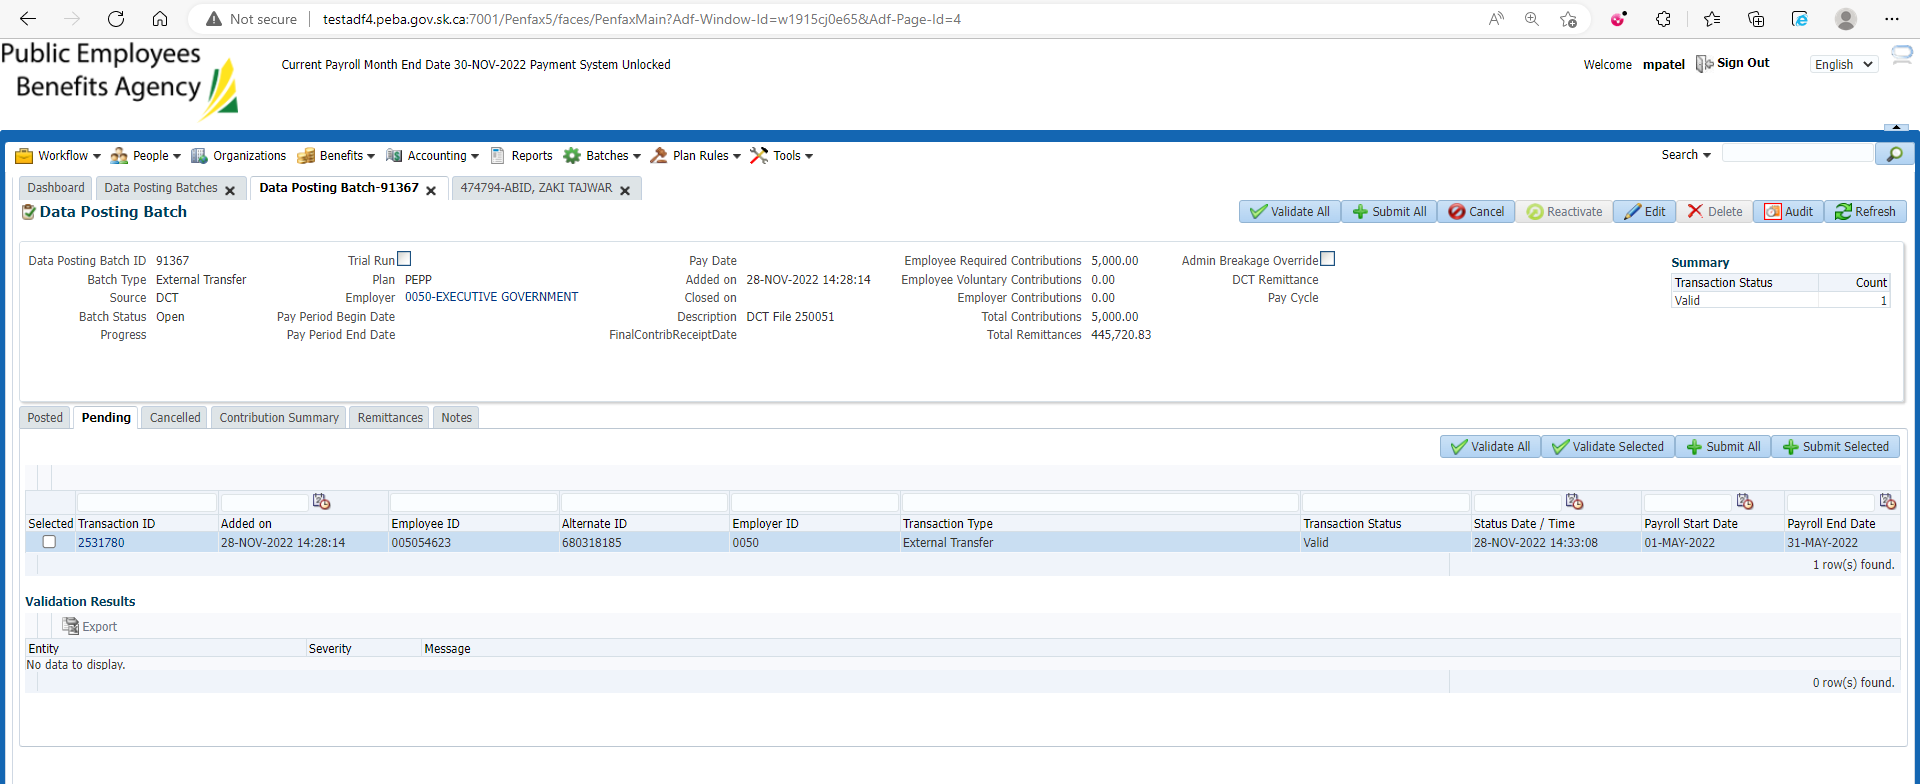 Not secure testadf4.peba.gov.sk.ca:7001/Penfax5/faces/PenfaxMain?Adf-Window-Id=w1915cj0e65&Adf-Page-Id=4
Public Employees
Benefits Agency
Current Payroll Month End Date 30-NOV-2022 Payment System Unlocked
Welcome mpatel Sign Out English
Workflow People Organizations Benefits Accounting Reports Batches Plan Rules Tools Search
Dashboard Data Posting Batches Data Posting Batch-91367 474794-ABID, ZAKI TAJWAR
Data Posting Batch Validate All Submit All Cancel Reactivate Edit Delete Audit Refresh
Data Posting Batch ID 91367 Trial Run Pay Date Employee Required Contributions 5,000.00 Admin Breakage Override Summary
Batch Type External Transfer Plan PEPP Added on 28-NOV-2022 14:28:14 Employee Voluntary Contributions 0.00 DCT Remittance Transaction Status Count
Source DCT Employer 0050-EXECUTIVE GOVERNMENT Closed on Employer Contributions 0.00 Pay Cycle Valid 1
Batch Status Open Pay Period Begin Date Description DCT File 250051 Total Contributions 5,000.00
Progress Pay Period End Date FinalContribReceiptDate Total Remittances 445,720.83
Posted Pending Cancelled Contribution Summary Remittances Notes
Validate All Validate Selected Submit All Submit Selected
Selected Transaction ID Added on Employee ID Alternate ID Employer ID Transaction Type Transaction Status Status Date / Time Payroll Start Date Payroll End Date
2531780 28-NOV-2022 14:28:14 005054623 680318185 0050 External Transfer Valid 28-NOV-2022 14:33:08 01-MAY-2022 31-MAY-2022
1 row(s) found.
Validation Results
Export
Entity Severity Message
No data to display.
0 row(s) found.